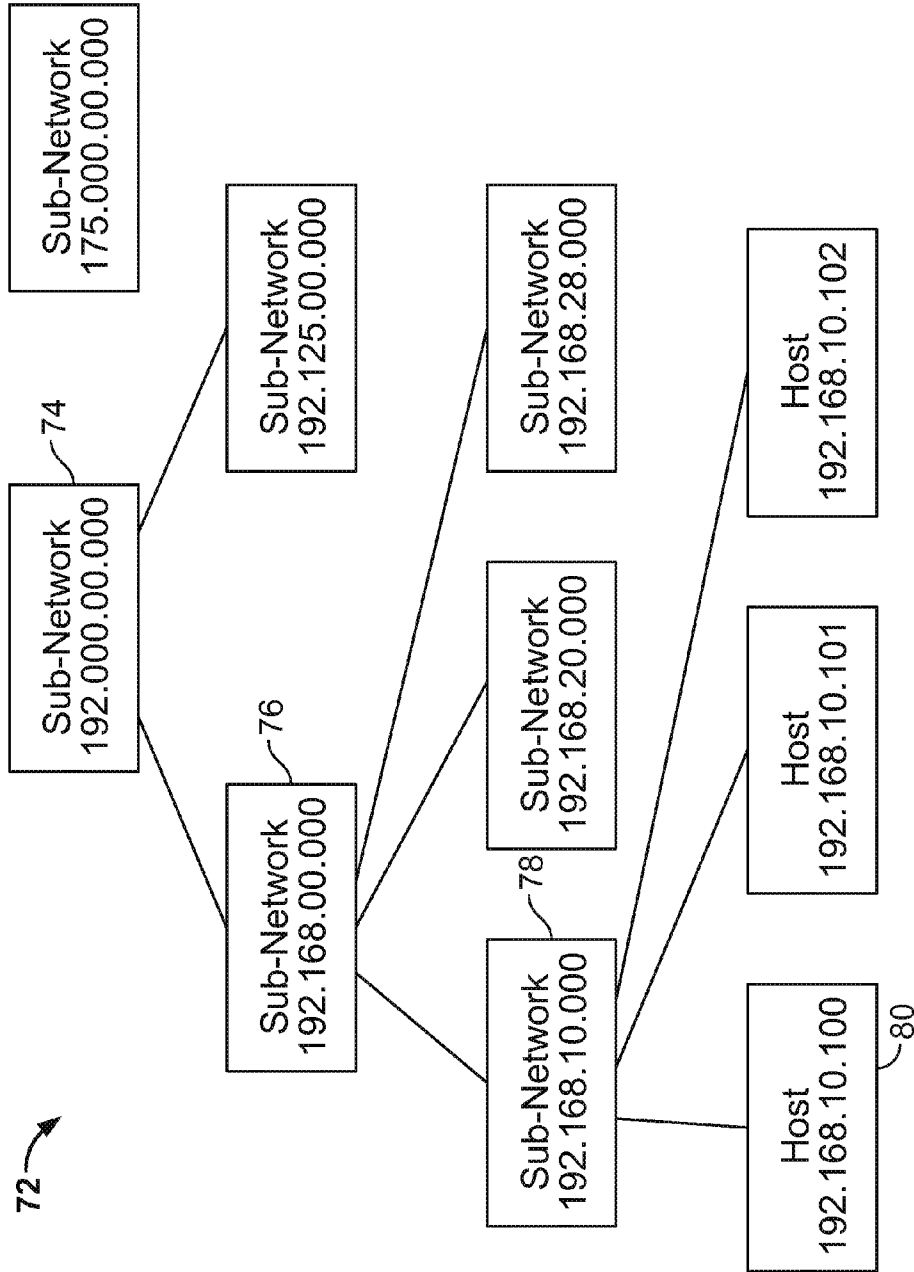 72
Sub-Network
192.000.00.000
74
Sub-Network
175.000.00.000
Sub-Network
192.168.00.000
76
Sub-Network
192.125.00.000
Sub-Network
192.168.10.000
78
Sub-Network
192.168.20.000
Sub-Network
192.168.28.000
Host
192.168.10.100
80
Host
192.168.10.101
Host
192.168.10.102